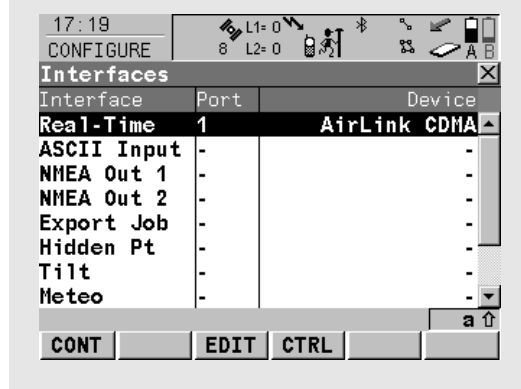 17:19 L1= 0
CONFIGURE 8 L2= 0 A B
Interfaces
Interface Port Device
Real-Time 1 AirLink CDMA
ASCII Input - -
NMEA Out 1 - -
NMEA Out 2 - -
Export Job - -
Hidden Pt - -
Tilt - -
Meteo - -
a
CONT EDIT CTRL